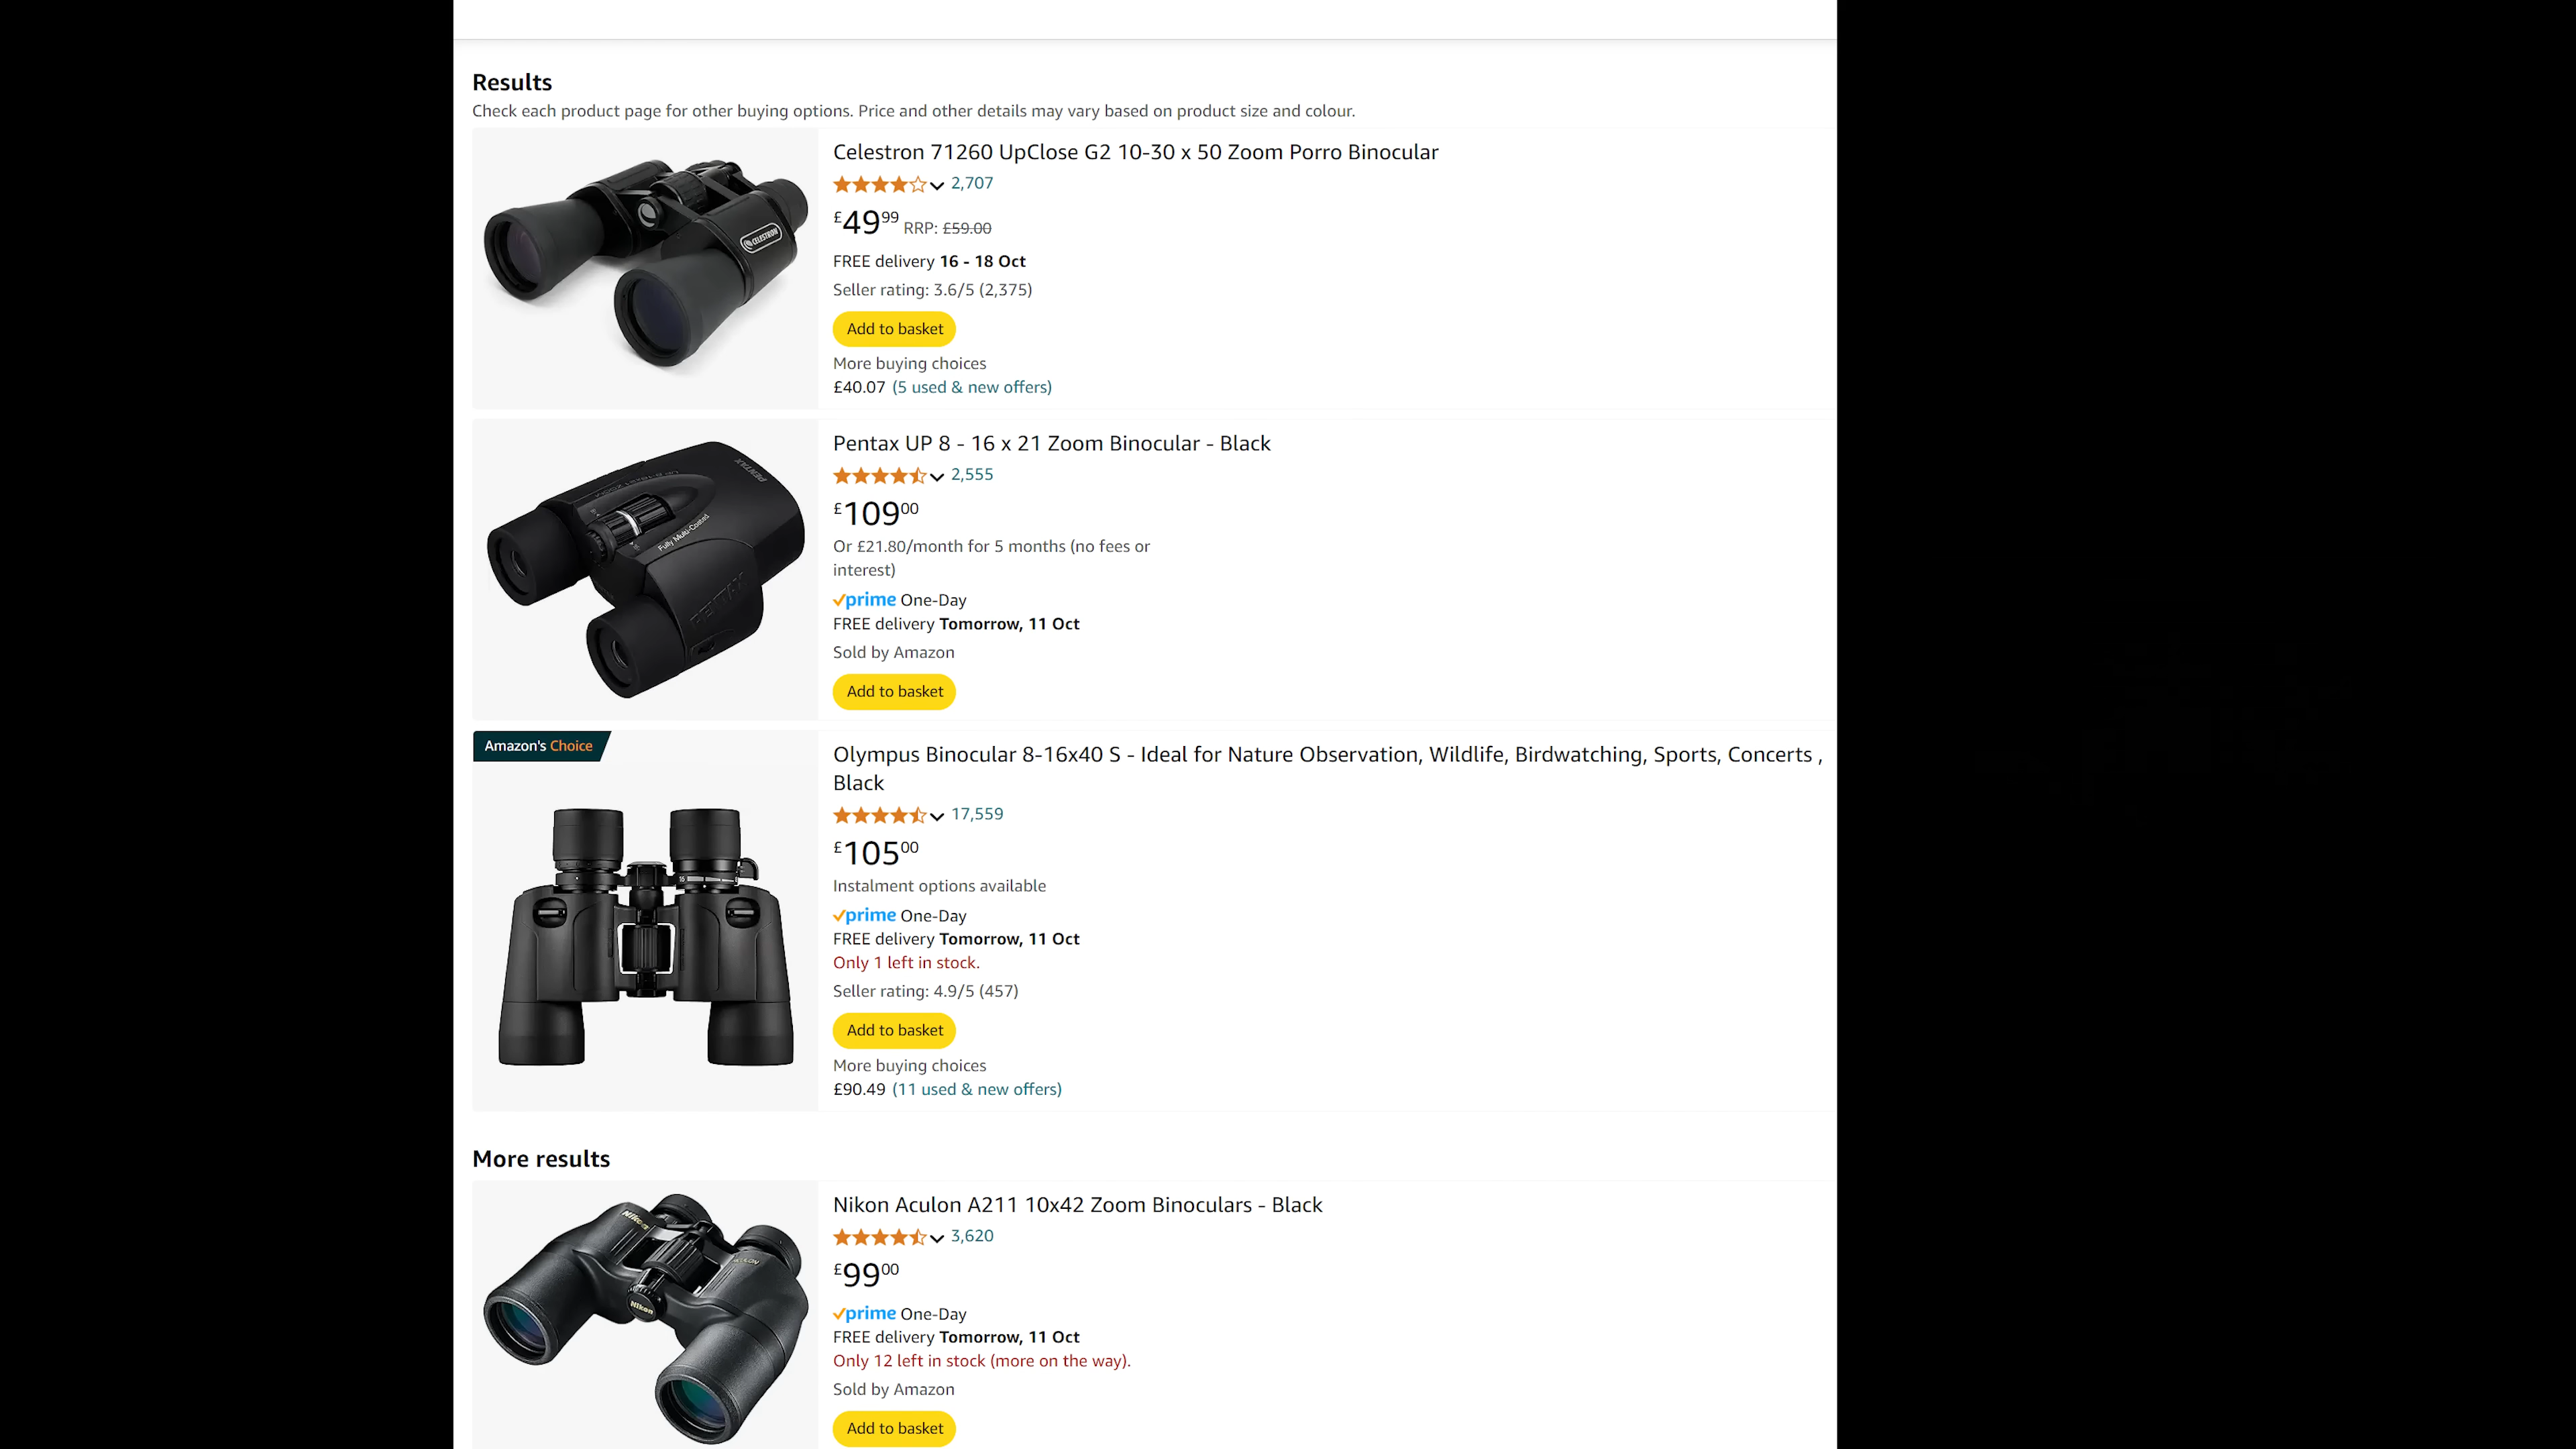 Results
Check each product page for other buying options. Price and other details may vary based on product size and colour.
CELESTRON
Celestron 71260 UpClose G2 10-30 x 50 Zoom Porro Binocular
2,707
£49.99 RRP: £59.00
FREE delivery 16 - 18 Oct
Seller rating: 3.6/5 (2,375)
Add to basket
More buying choices
£40.07 (5 used & new offers)
PENTAX
Fully Multi-Coated
PENTAX
Pentax UP 8 - 16 x 21 Zoom Binocular - Black
2,555
£109.00
Or £21.80/month for 5 months (no fees or
interest)
prime One-Day
FREE delivery Tomorrow, 11 Oct
Sold by Amazon
Add to basket
Amazon's Choice
Olympus Binocular 8-16x40 S - Ideal for Nature Observation, Wildlife, Birdwatching, Sports, Concerts ,
Black
17,559
£105.00
Instalment options available
prime One-Day
FREE delivery Tomorrow, 11 Oct
Only 1 left in stock.
Seller rating: 4.9/5 (457)
Add to basket
More buying choices
£90.49 (11 used & new offers)
More results
Nikon
Nikon
Nikon Aculon A211 10x42 Zoom Binoculars - Black
3,620
£99.00
prime One-Day
FREE delivery Tomorrow, 11 Oct
Only 12 left in stock (more on the way).
Sold by Amazon
Add to basket